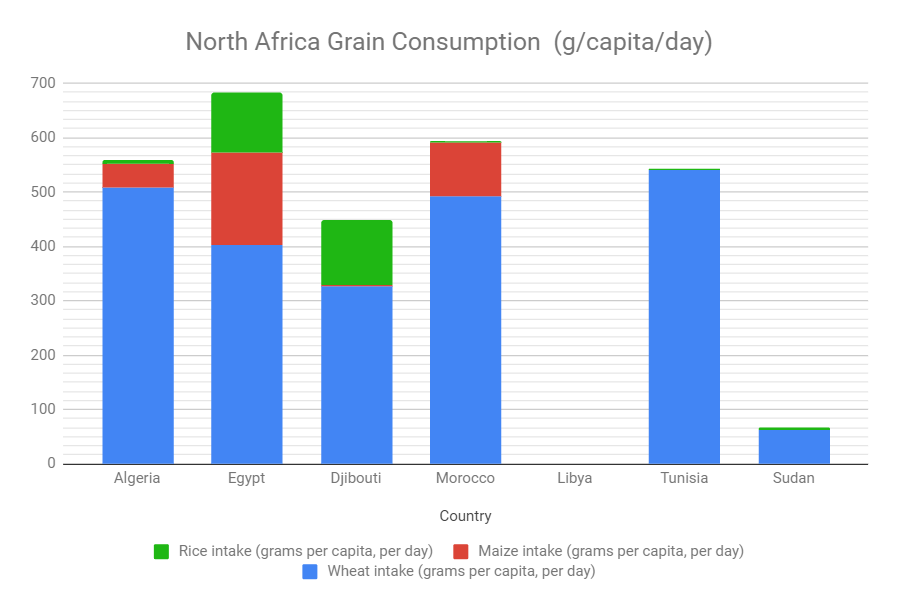 North Africa Grain Consumption  (g/capita/day)
700
600
500
400
300
200
100
0
Algeria Egypt Djibouti Morocco Libya Tunisia Sudan
Country
Rice intake (grams per capita, per day) Maize intake (grams per capita, per day)
Wheat intake (grams per capita, per day)